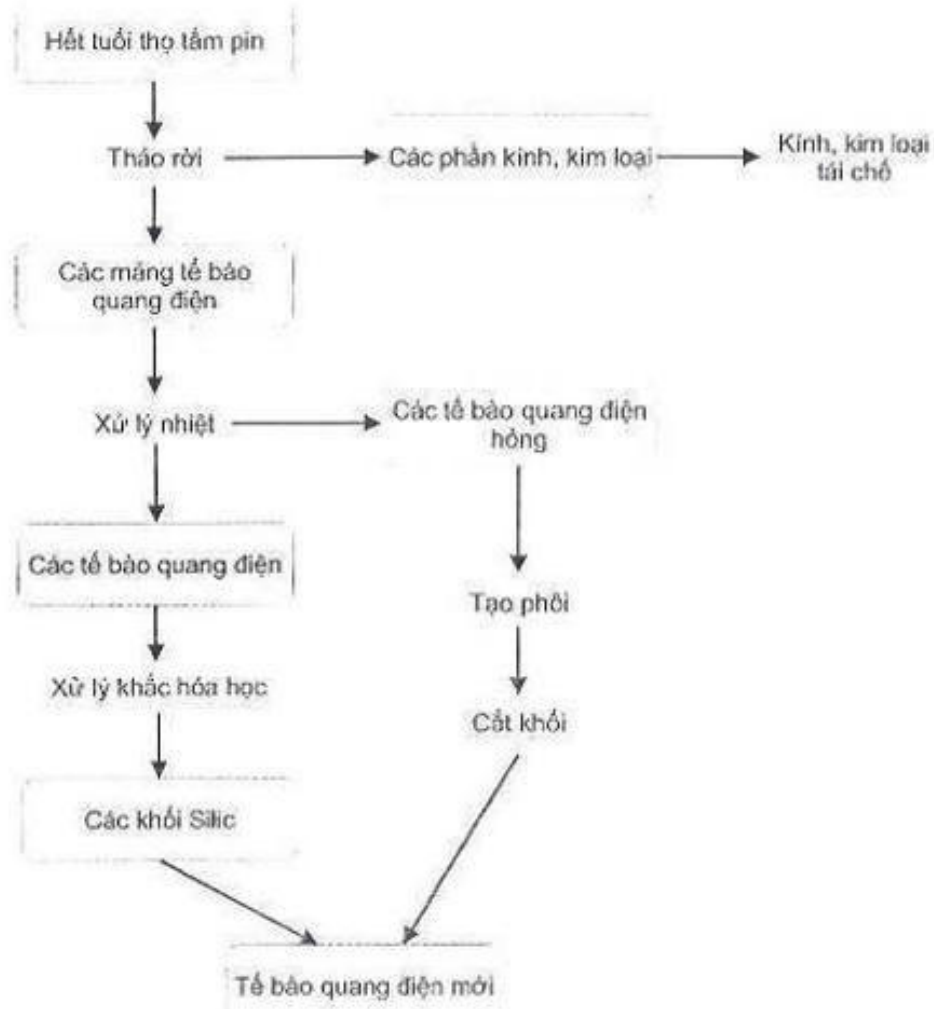 Hết tuổi thọ tấm pin
Tháo rời
Các phần kính, kim loại
Kính, kim loại
tái chế
Các mảng tế bào
quang điện
Xử lý nhiệt
Các tế bào quang điện
hỏng
Các tế bào quang điện
Tạo phôi
Xử lý khắc hóa học
Cắt khối
Các khối Silic
Tế bào quang điện mới